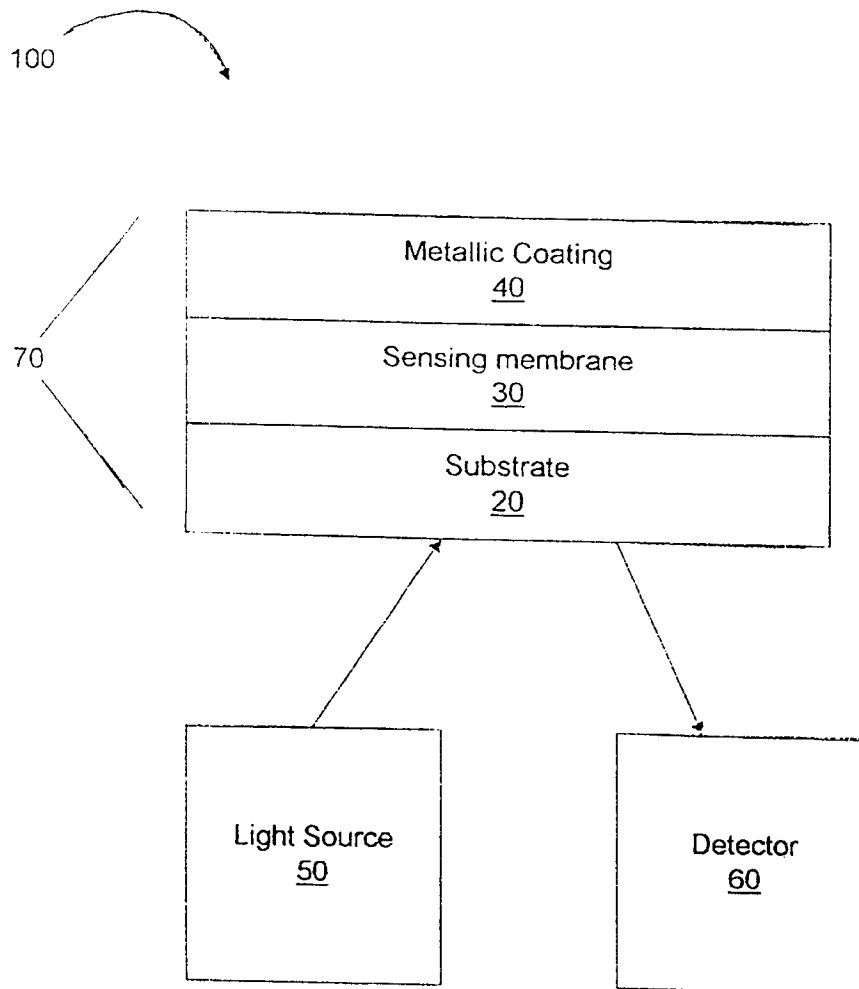 100
Metallic Coating
40
70
Sensing membrane
30
Substrate
20
Light Source
50
Detector
60